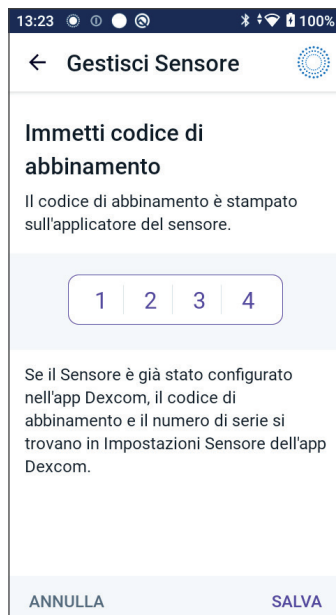 13:23 100%
Gestisci Sensore
Immetti codice di
abbinamento
Il codice di abbinamento è stampato
sull'applicatore del sensore.
1 2 3 4
Se il Sensore è già stato configurato
nell'app Dexcom, il codice di
abbinamento e il numero di serie si
trovano in Impostazioni Sensore dell'app
Dexcom.
ANNULLA SALVA